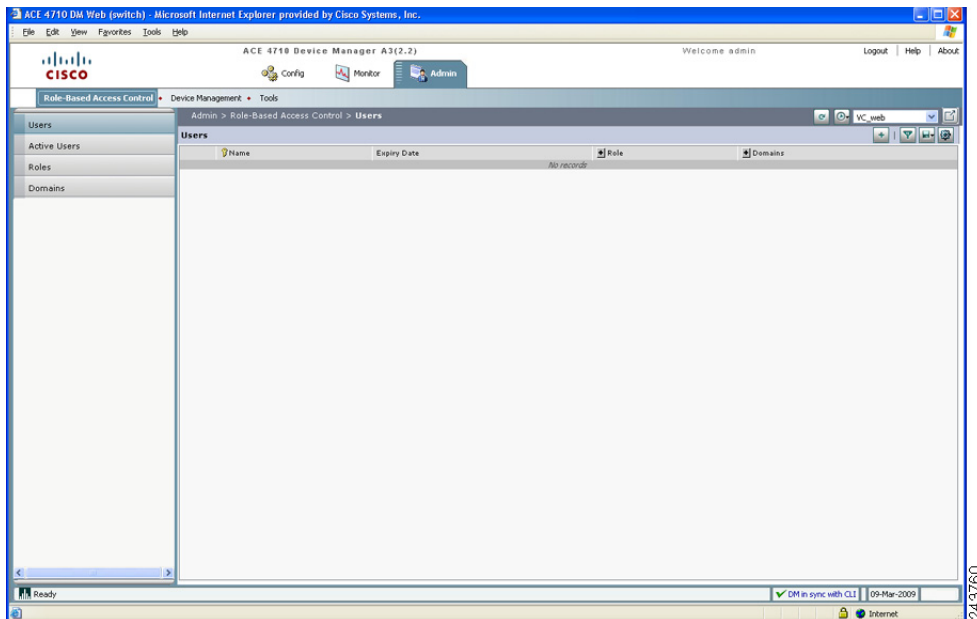 ACE 4710 DM Web (switch) - Microsoft Internet Explorer provided by Cisco Systems, Inc.
File Edit View Favorites Tools Help
CISCO
ACE 4710 Device Manager A3(2.2)
Welcome admin
Logout | Help | About
Config Monitor Admin
Role-Based Access Control Device Management Tools
Users
Active Users
Roles
Domains
Admin > Role-Based Access Control > Users
VC_web
Users
Name Expiry Date Role Domains
No records
Ready
DM in sync with CLI 09-Mar-2009
Internet
243760